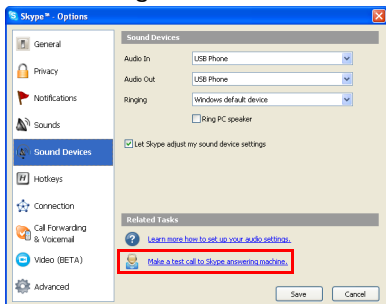 Skype™ - Options
General
Privacy
Notifications
Sounds
Sound Devices
Hotkeys
Connection
Call Forwarding
& Voicemail
Video (BETA)
Advanced
Sound Devices
Audio In USB Phone
Audio Out USB Phone
Ringing Windows default device
Ring PC speaker
Let Skype adjust my sound device settings
Related Tasks
Learn more how to set up your audio settings.
Make a test call to Skype answering machine.
Save Cancel